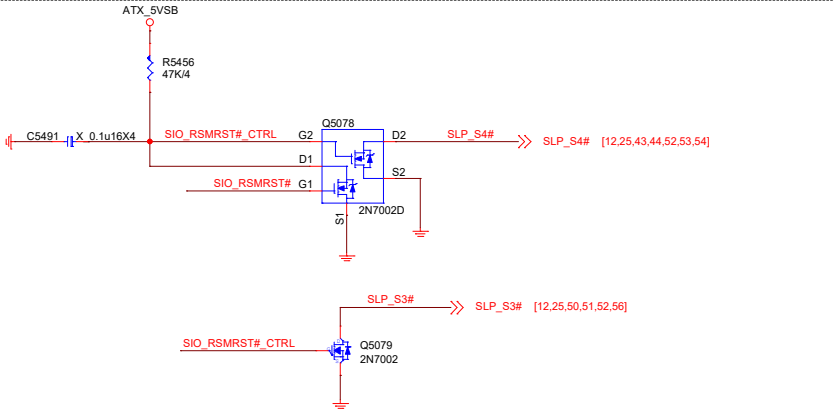 ATX_5VSB
R5456
47K/4
C5491 X_0.1u16X4
SIO_RSMRST#_CTRL
G2
Q5078
D2
SLP_S4#
SLP_S4# [12,25,43,44,52,53,54]
D1
S2
SIO_RSMRST#
G1
2N7002D
S1
SLP_S3#
SLP_S3# [12,25,50,51,52,56]
SIO_RSMRST#_CTRL
Q5079
2N7002